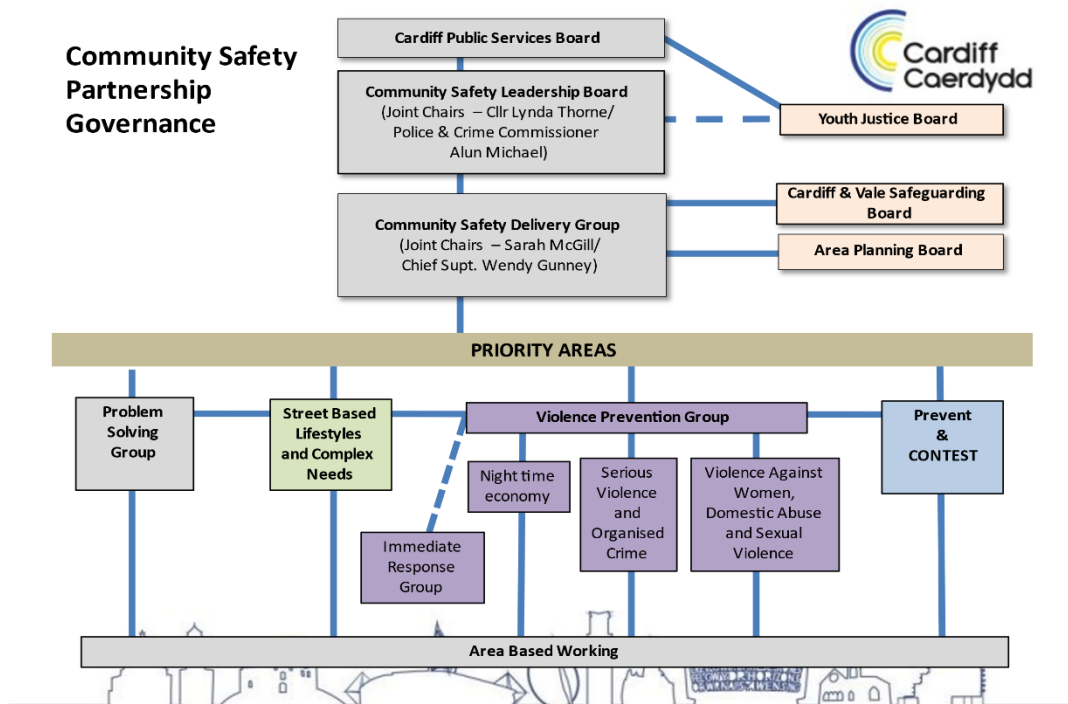 Community Safety
Partnership
Governance
Cardiff Public Services Board
Cardiff
Caerdydd
Community Safety Leadership Board
(Joint Chairs – Cllr Lynda Thorne/
Police & Crime Commissioner
Alun Michael)
Youth Justice Board
Cardiff & Vale Safeguarding
Board
Community Safety Delivery Group
(Joint Chairs – Sarah McGill/
Chief Supt. Wendy Gunney)
Area Planning Board
PRIORITY AREAS
Problem
Solving
Group
Street Based
Lifestyles
and Complex
Needs
Violence Prevention Group
Prevent
&
CONTEST
Night time
economy
Serious
Violence
and
Organised
Crime
Violence Against
Women,
Domestic Abuse
and Sexual
Violence
Immediate
Response
Group
Area Based Working